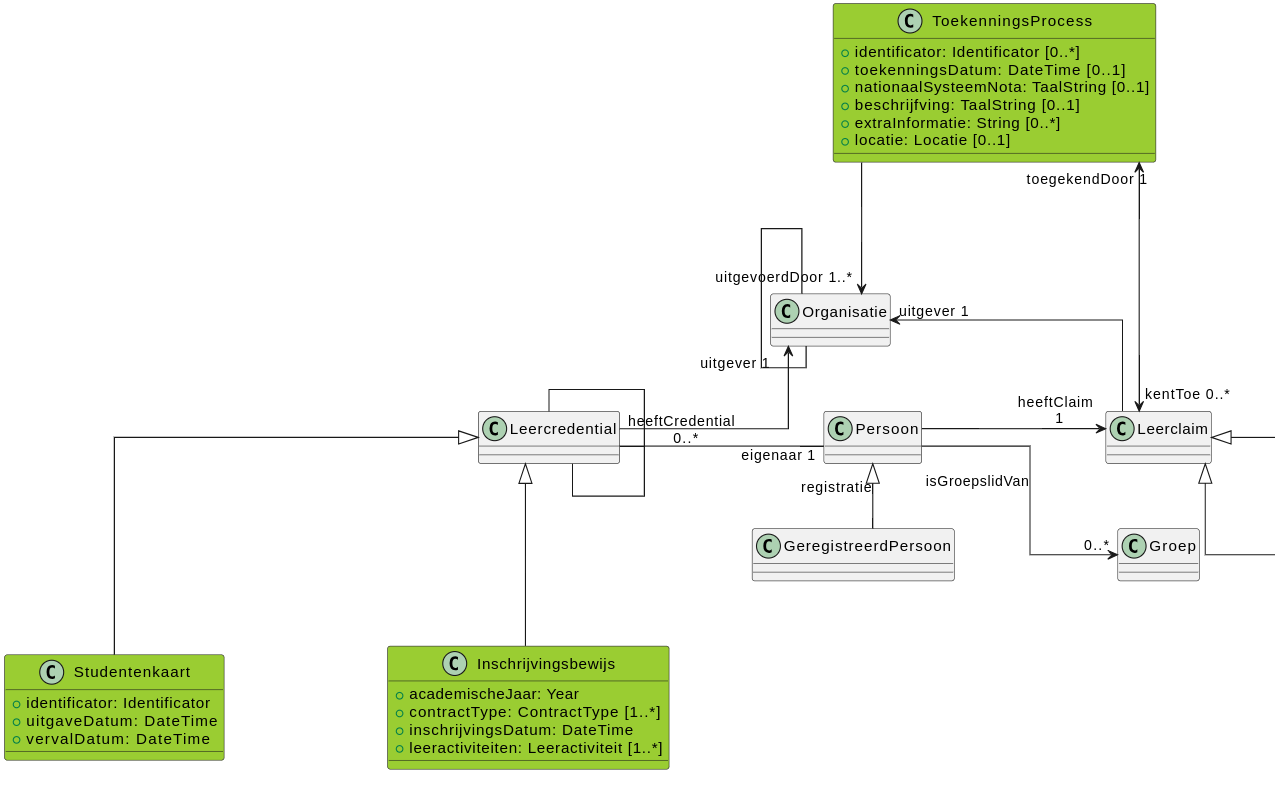 C ToekenningsProcess
identificator: Identificator [0..*]
toekenningsDatum: DateTime [0..1]
nationaalSysteemNota: TaalString [0..1]
beschrijfving: TaalString [0..1]
extraInformatie: String [0..*]
locatie: Locatie [0..1]
toegekendDoor 1
uitgevoerdDoor 1..*
C Organisatie
uitgever 1
uitgever 1
kentToe 0..*
heeftClaim
1
C Leercredential
heeftCredential
0..*
C Persoon
C Leerclaim
eigenaar 1
registratie
isGroepslidVan
C GeregistreerdPersoon
0..*
C Groep
C Studentenkaart
identificator: Identificator
uitgaveDatum: DateTime
vervalDatum: DateTime
C Inschrijvingsbewijs
academischeJaar: Year
contractType: ContractType [1..*]
inschrijvingsDatum: DateTime
leeractiviteiten: Leeractiviteit [1..*]